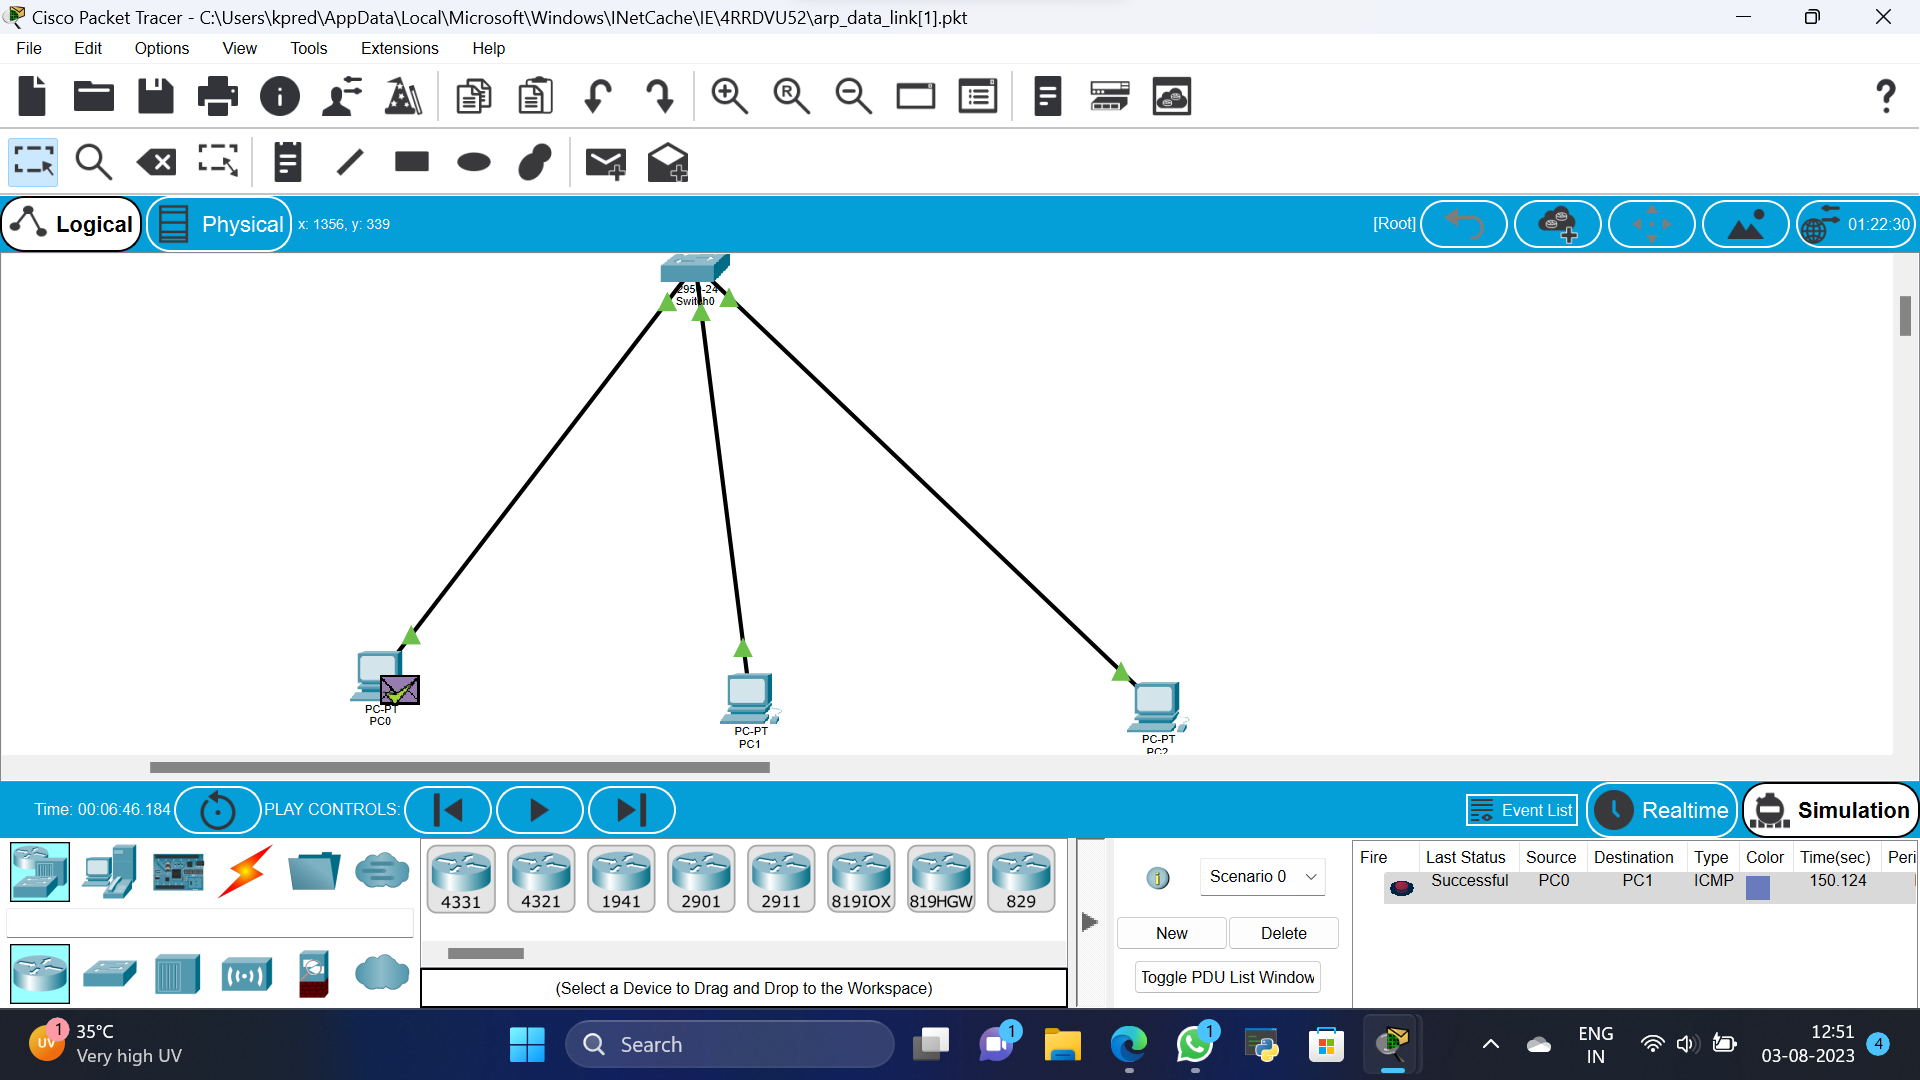 Cisco Packet Tracer - C:\Users\kpred\AppData\Local\Microsoft\Windows\INetCache\IE\4RRDVU52\arp_data_link[1].pkt
File Edit Options View Tools Extensions Help
Logical Physical x: 1356, y: 339 [Root] 01:22:30
Switch0
PC-PT
PC0
PC-PT
PC1
PC-PT
PC2
Time: 00:06:46.184 PLAY CONTROLS: Event List Realtime Simulation
4331 4321 1941 2901 2911 819IOX 819HGW 829
(Select a Device to Drag and Drop to the Workspace)
Scenario 0
New Delete
Toggle PDU List Window
Fire Last Status Source Destination Type Color Time(sec) Peri
Successful PC0 PC1 ICMP 150.124
UV 1 35°C
Very high UV
Search
1
1
ENG
IN
12:51
03-08-2023
4